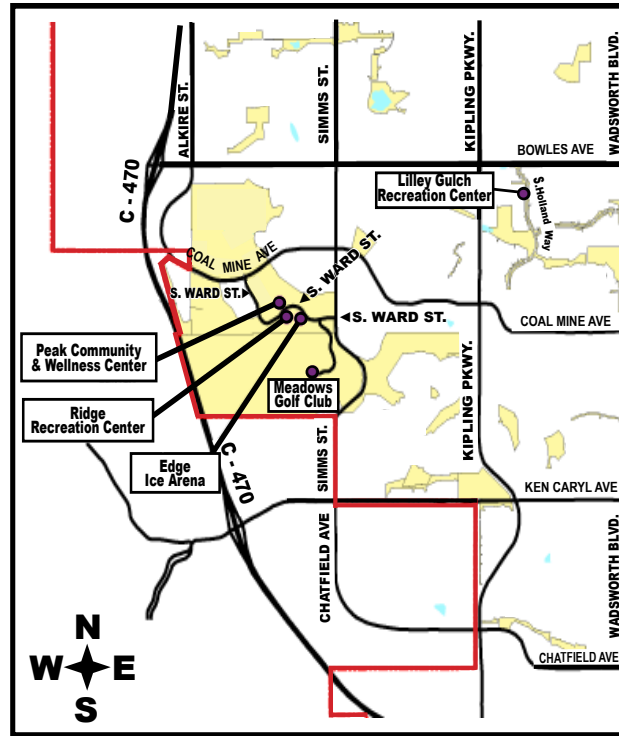 ALKIRE ST.
SIMMS ST.
KIPLING PKWY.
WADSWORTH BLVD.
BOWLES AVE
C - 470
Lilley Gulch
Recreation Center
S.Holland Way
COAL MINE AVE
S. WARD ST.
S. WARD ST.
S. WARD ST.
COAL MINE AVE
Peak Community
& Wellness Center
Meadows
Golf Club
KIPLING PKWY.
Ridge
Recreation Center
SIMMS ST.
Edge
Ice Arena
C - 470
KEN CARYL AVE
CHATFIELD AVE
WADSWORTH BLVD.
N
W E
S
CHATFIELD AVE